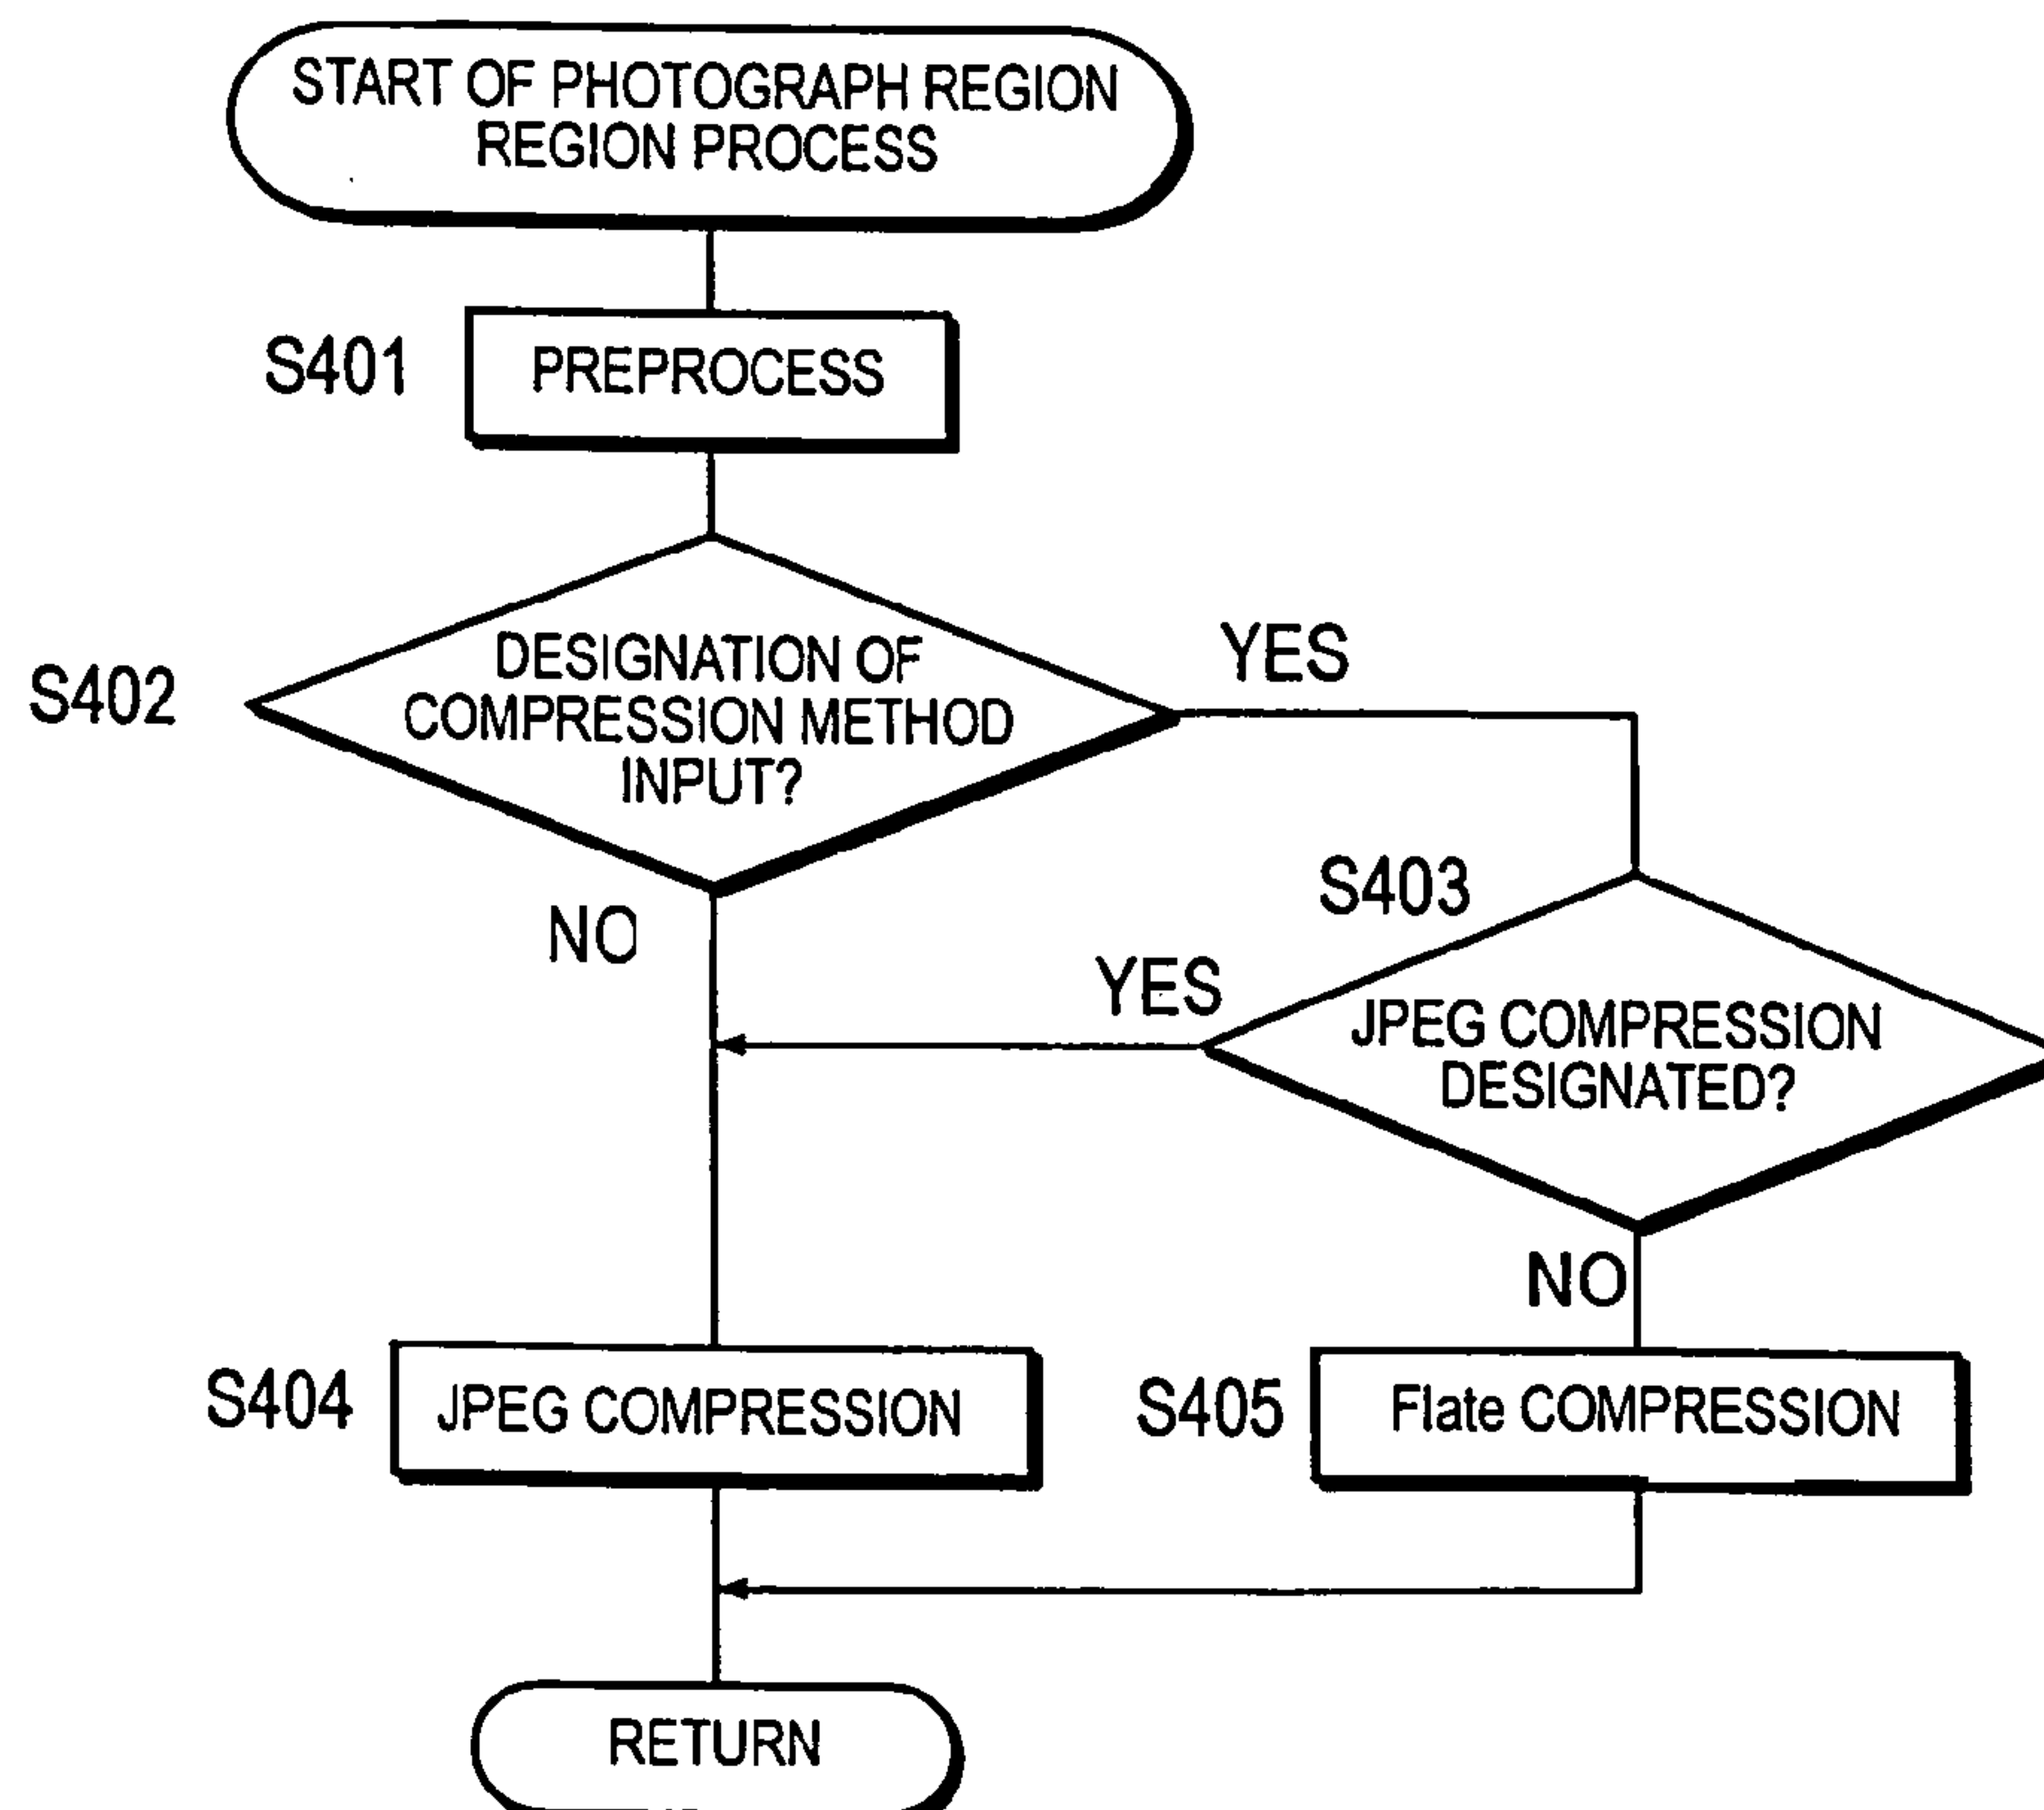 START OF PHOTOGRAPH REGION
REGION PROCESS
S401
PREPROCESS
S402
DESIGNATION OF
COMPRESSION METHOD
INPUT?
YES
NO
S403
YES
JPEG COMPRESSION
DESIGNATED?
NO
S404
JPEG COMPRESSION
S405
Flate COMPRESSION
RETURN